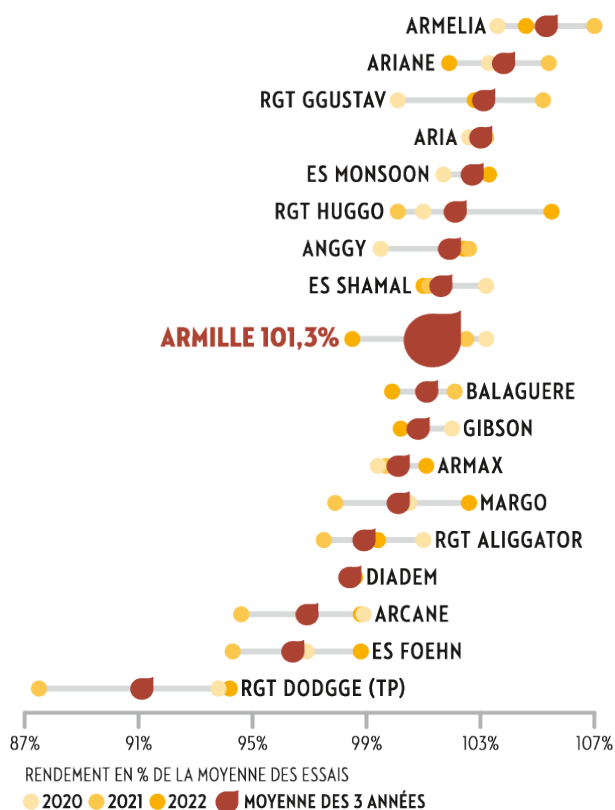 ARMELIA
ARIANE
RGT GGUSTAV
ARIA
ES MONSOON
RGT HUGGO
ANGGY
ES SHAMAL
ARMILLE 101,3%
BALAGUERE
GIBSON
ARMAX
MARGO
RGT ALIGGATOR
DIADEM
ARCANE
ES FOEHN
RGT DODGGE (TP)
87% 91% 95% 99% 103% 107%
RENDEMENT EN % DE LA MOYENNE DES ESSAIS
2020 2021 2022 MOYENNE DES 3 ANNÉES